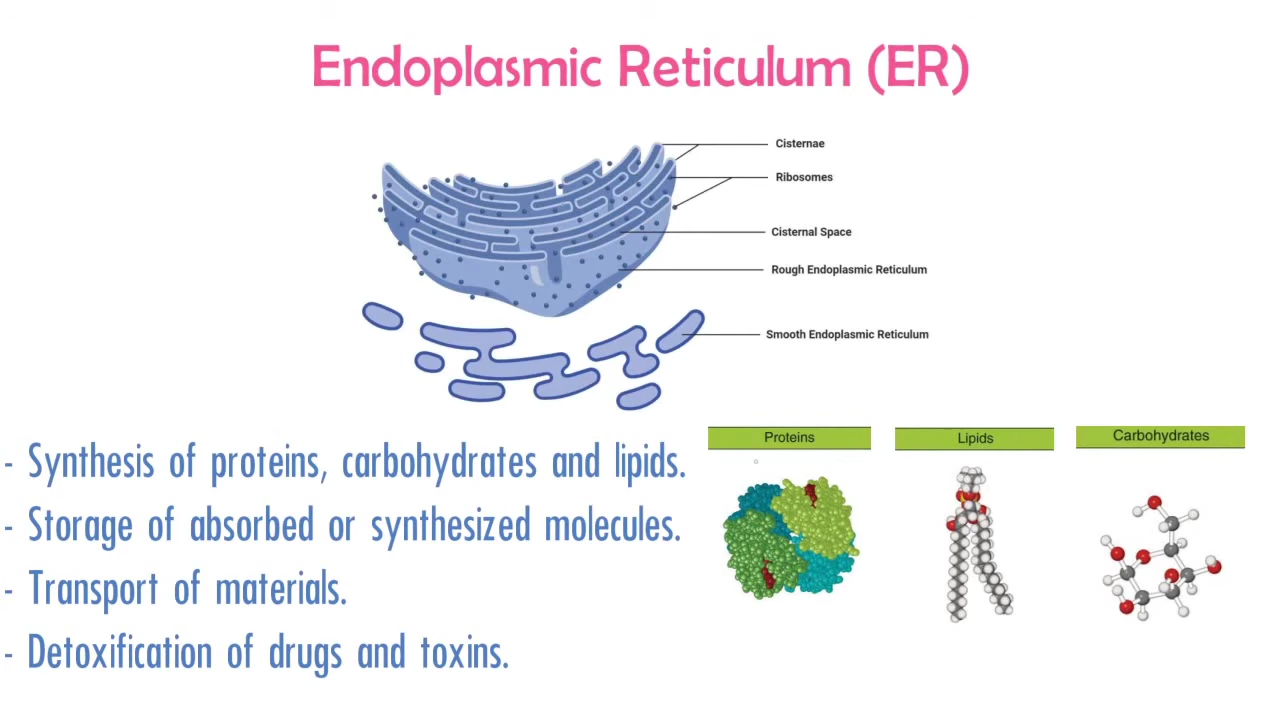 Endoplasmic Reticulum (ER)
Cisternae
Ribosomes
Cisternal Space
Rough Endoplasmic Reticulum
Smooth Endoplasmic Reticulum
- Synthesis of proteins, carbohydrates and lipids.
- Storage of absorbed or synthesized molecules.
- Transport of materials.
- Detoxification of drugs and toxins.
Proteins
Lipids
Carbohydrates